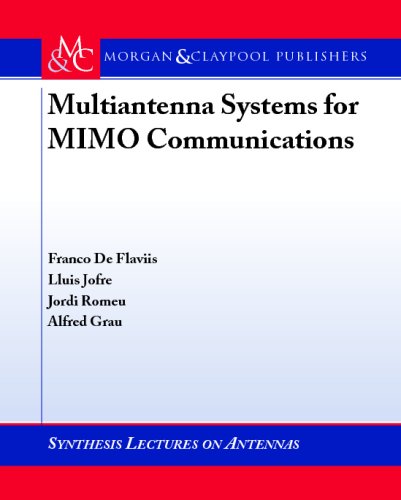 M&C MORGAN & CLAYPOOL PUBLISHERS
Multiantenna Systems for
MIMO Communications
Franco De Flaviis
Lluis Jofre
Jordi Romeu
Alfred Grau
SYNTHESIS LECTURES ON ANTENNAS